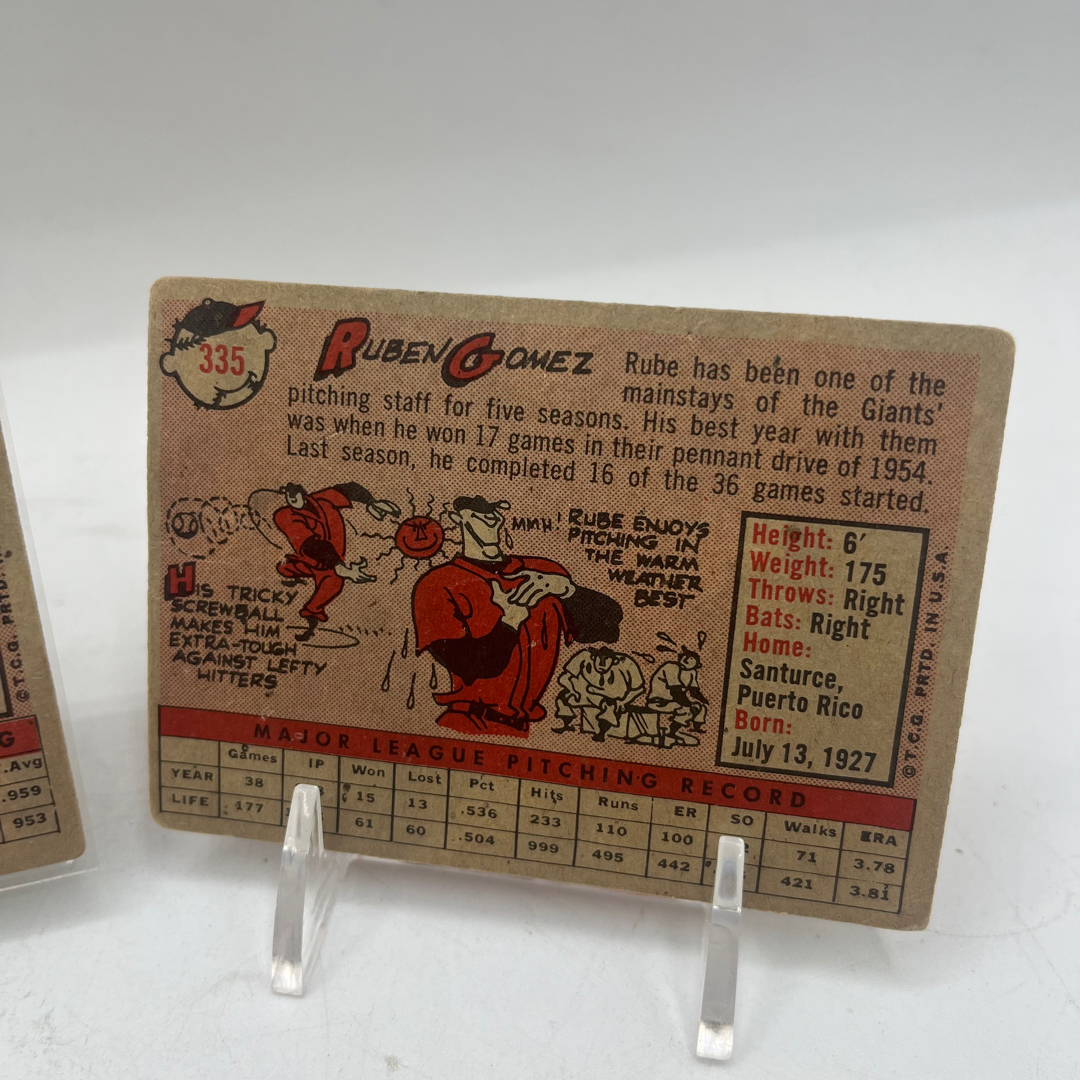 335
RUBEN GOMEZ
Rube has been one of the
mainstays of the Giants'
pitching staff for five seasons. His best year with them
was when he won 17 games in their pennant drive of 1954.
Last season, he completed 16 of the 36 games started.
HIS TRICKY
SCREWBALL
MAKES HIM
EXTRA-TOUGH
AGAINST LEFTY
HITTERS
MMM! RUBE ENJOYS
PITCHING IN
THE WARM
WEATHER
BEST
Height: 6'
Weight: 175
Throws: Right
Bats: Right
Home:
Santurce,
Puerto Rico
Born:
July 13, 1927
© T.C.G. PRTD. IN U.S.A.
MAJOR LEAGUE PITCHING RECORD
Games IP Won Lost Pct Hits Runs ER SO Walks ERA
YEAR 38 15 13 .536 233 110 100 71 3.78
LIFE 177 61 60 .504 999 495 442 421 3.81
© T.C.G. PRTD.
G
.Avg
.959
953